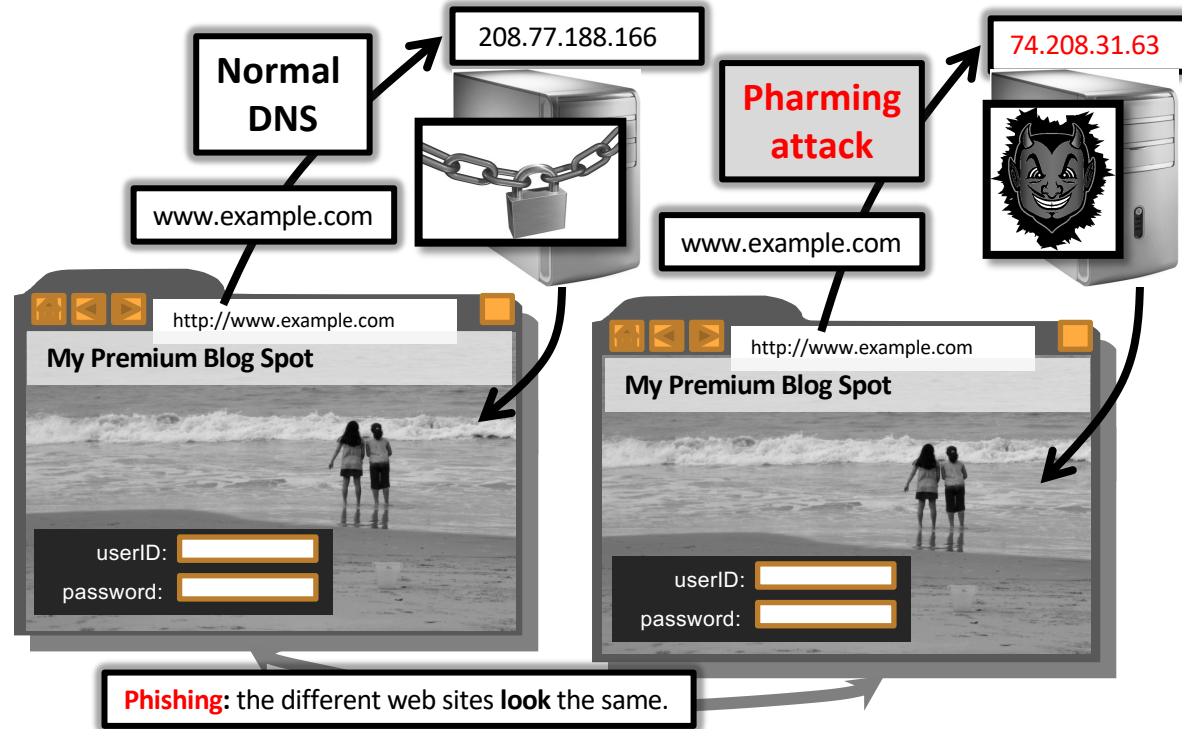 208.77.188.166
Normal
DNS
www.example.com
http://www.example.com
My Premium Blog Spot
userID:
password:
74.208.31.63
Pharming
attack
www.example.com
http://www.example.com
My Premium Blog Spot
userID:
password:
Phishing: the different web sites look the same.